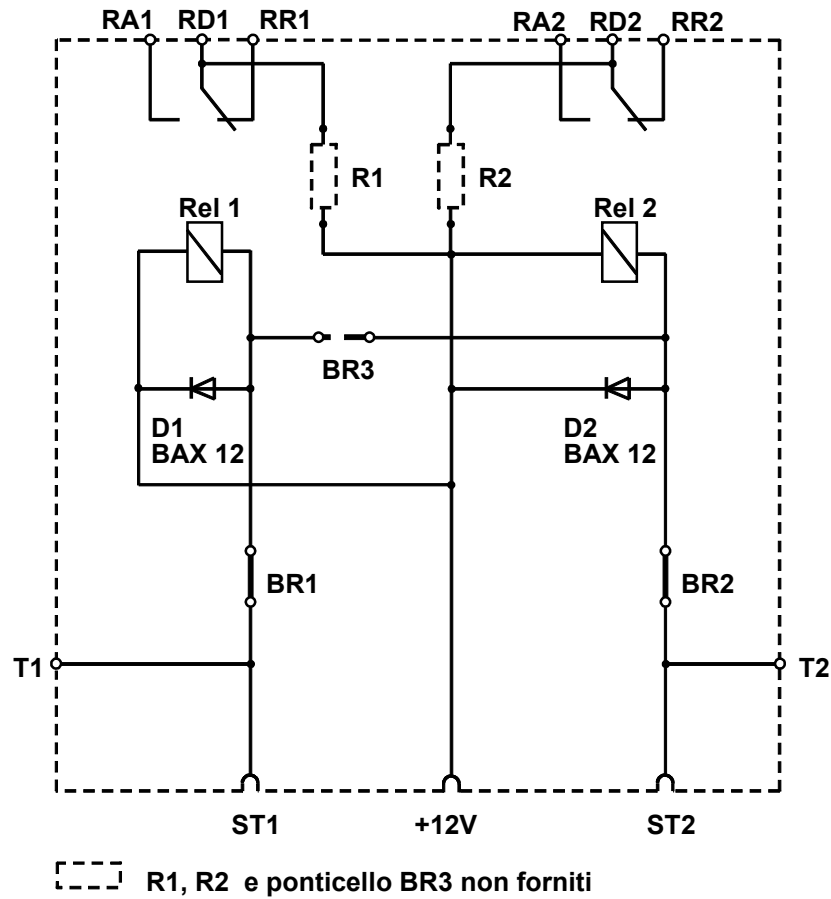 RA1 RD1 RR1 RA2 RD2 RR2
R1 R2
Rel 1 Rel 2
BR3
D1 D2
BAX 12 BAX 12
BR1 BR2
T1 T2
ST1 +12V ST2
R1, R2 e ponticello BR3 non forniti